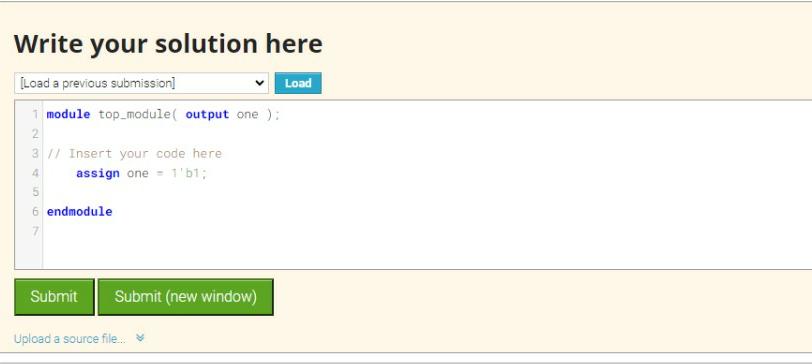 Write your solution here
[Load a previous submission] Load
1 module top_module( output one );
2
3 // Insert your code here
4     assign one = 1'b1;
5
6 endmodule
7
Submit Submit (new window)
Upload a source file...